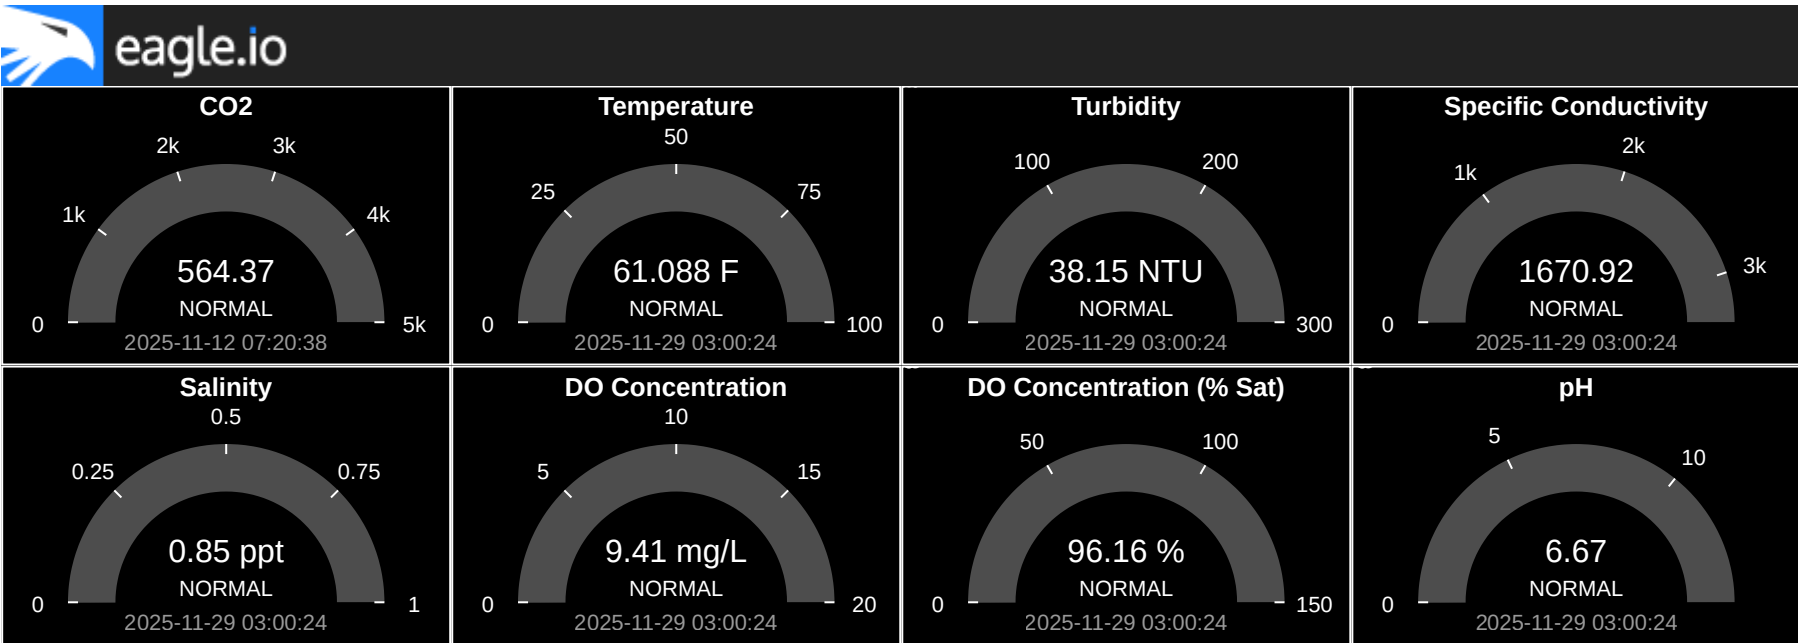 eagle.io
CO2
0
1k
2k
3k
4k
5k
564.37
NORMAL
2025-11-12 07:20:38
Temperature
0
25
50
75
100
61.088 F
NORMAL
2025-11-29 03:00:24
Turbidity
0
100
200
300
38.15 NTU
NORMAL
2025-11-29 03:00:24
Specific Conductivity
0
1k
2k
3k
1670.92
NORMAL
2025-11-29 03:00:24
Salinity
0
0.25
0.5
0.75
1
0.85 ppt
NORMAL
2025-11-29 03:00:24
DO Concentration
0
5
10
15
20
9.41 mg/L
NORMAL
2025-11-29 03:00:24
DO Concentration (% Sat)
0
50
100
150
96.16 %
NORMAL
2025-11-29 03:00:24
pH
0
5
10
6.67
NORMAL
2025-11-29 03:00:24